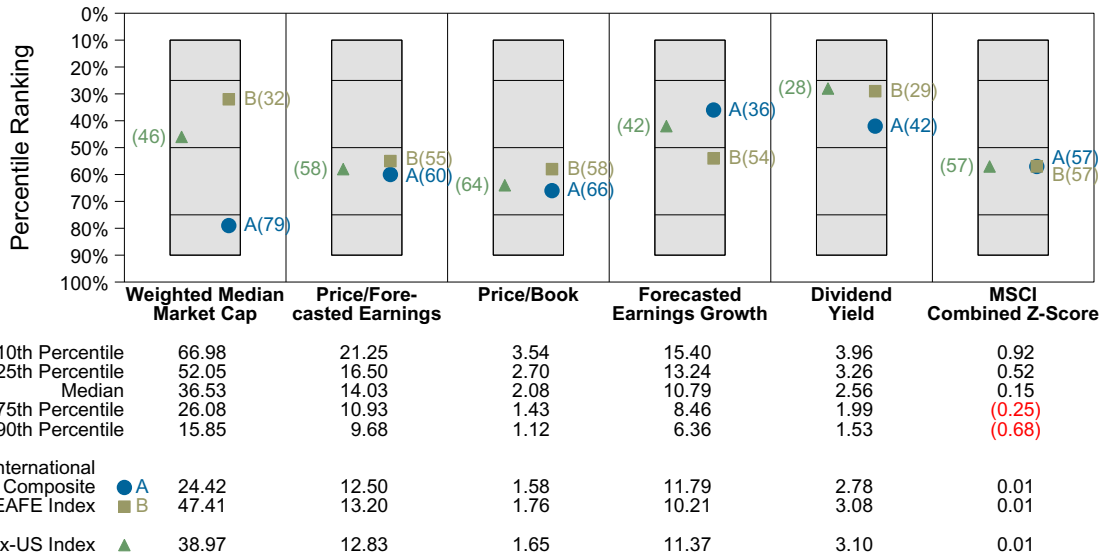 Percentile Ranking
0%
10%
20%
30%
40%
50%
60%
70%
80%
90%
100%
(46)
B(32)
A(79)
(58)
B(55)
A(60)
(64)
B(58)
A(66)
(42)
A(36)
B(54)
(28)
B(29)
A(42)
(57)
A(57)
B(57)
Weighted Median
Market Cap
Price/Fore-
casted Earnings
Price/Book
Forecasted
Earnings Growth
Dividend
Yield
MSCI
Combined Z-Score
10th Percentile 66.98 21.25 3.54 15.40 3.96 0.92
25th Percentile 52.05 16.50 2.70 13.24 3.26 0.52
Median 36.53 14.03 2.08 10.79 2.56 0.15
75th Percentile 26.08 10.93 1.43 8.46 1.99 (0.25)
90th Percentile 15.85 9.68 1.12 6.36 1.53 (0.68)
nternational
Composite A 24.42 12.50 1.58 11.79 2.78 0.01
EAFE Index B 47.41 13.20 1.76 10.21 3.08 0.01
x-US Index 38.97 12.83 1.65 11.37 3.10 0.01